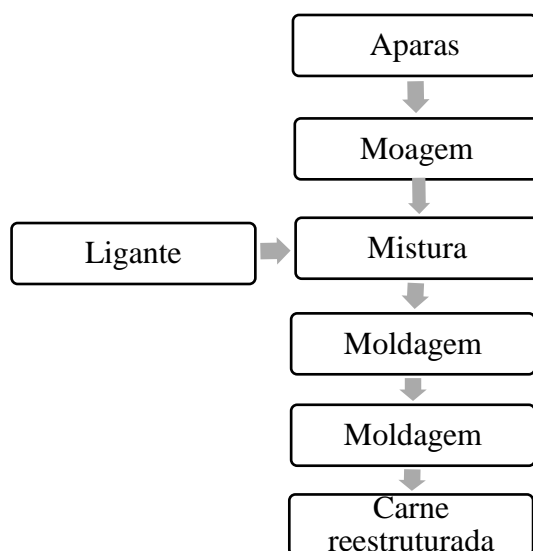 Aparas
Moagem
Ligante
Mistura
Moldagem
Moldagem
Carne
reestruturada